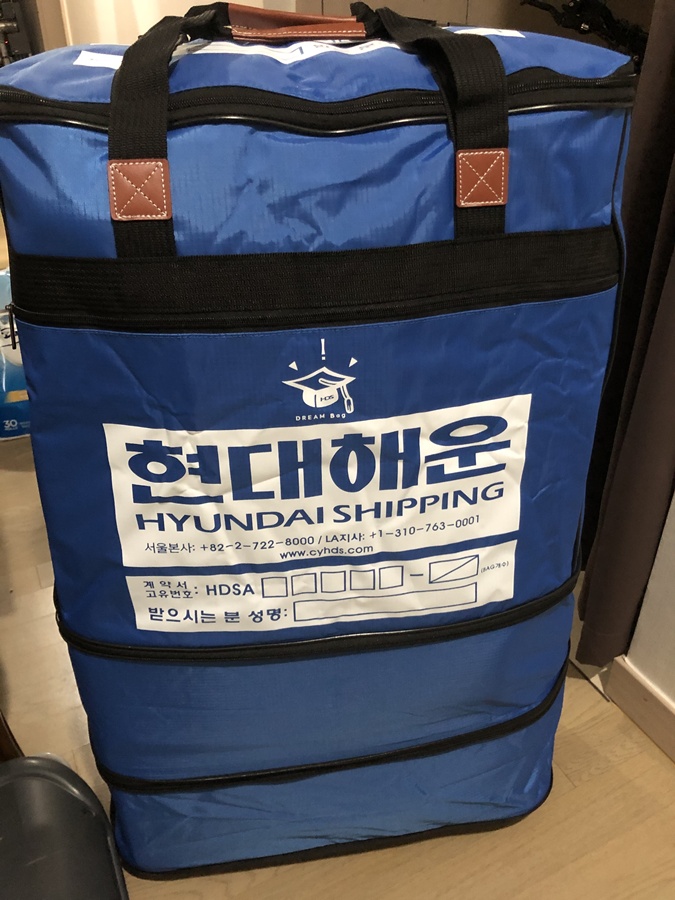 HDS
DREAM Bag
현대해운
HYUNDAI SHIPPING
서울본사: +82-2-722-8000 / LA지사: +1-310-763-0001
www.cyhds.com
계 약 서 .
고유번호: HDSA - (BAG개수)
받으시는 분 성명:
30